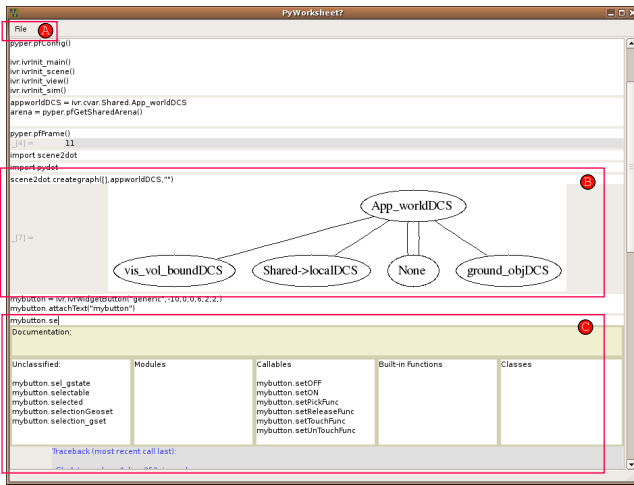 PyWorksheet?
File
A
pyper.pfConfig()
ivr.ivrInit_main()
ivr.ivrInit_scene()
ivr.ivrInit_view()
ivr.ivrInit_sim()
appworldDCS = ivr.cvar.Shared.App_worldDCS
arena = pyper.pfGetSharedArena()
pyper.pfFrame()
_[4] = 11
import scene2dot
import pydot
scene2dot.creategraph([],appworldDCS,"")
B
App_worldDCS
_[7] =
vis_vol_boundDCS Shared->localDCS None ground_objDCS
mybutton = ivr.ivrWidgetButton("generic",-10,0,0,6,2,2,)
mybutton.attachText("mybutton")
mybutton.se
C
Documentation:
Unclassified: Modules Callables Built-in Functions Classes
mybutton.sel_gstate mybutton.setOFF
mybutton.selectable mybutton.setON
mybutton.selected mybutton.setPickFunc
mybutton.selectionGeoset mybutton.setReleaseFunc
mybutton.selection_gset mybutton.setTouchFunc
mybutton.setUnTouchFunc
Traceback (most recent call last):